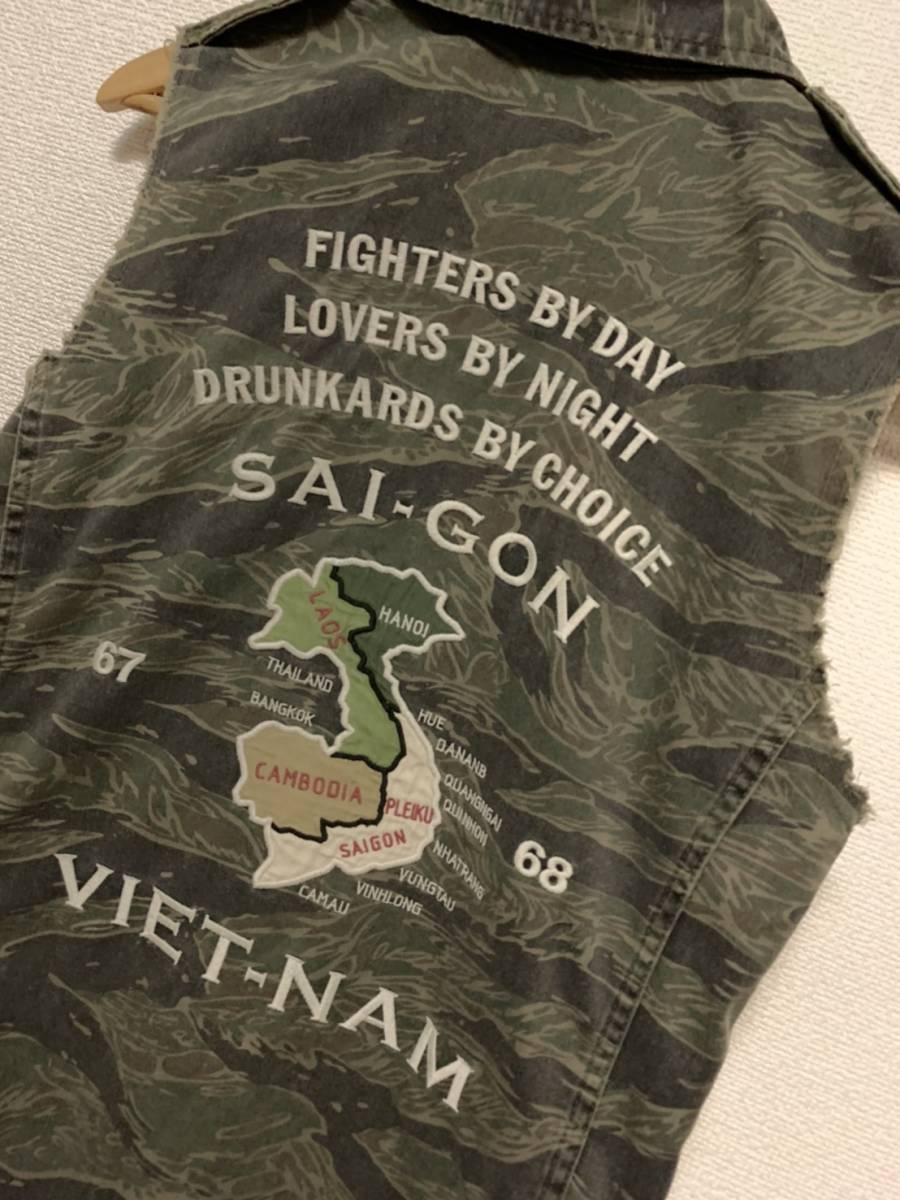 FIGHTERS BY DAY
LOVERS BY NIGHT
DRUNKARDS BY CHOICE
SAI-GON
LAOS
HANOI
67
THAILAND
BANGKOK
HUE
DANANB
QUANGNGAI
QUINHON
CAMBODIA
PLEIKU
SAIGON
NHATRANG
68
VUNGTAU
VINHLONG
CAMAU
VIET-NAM